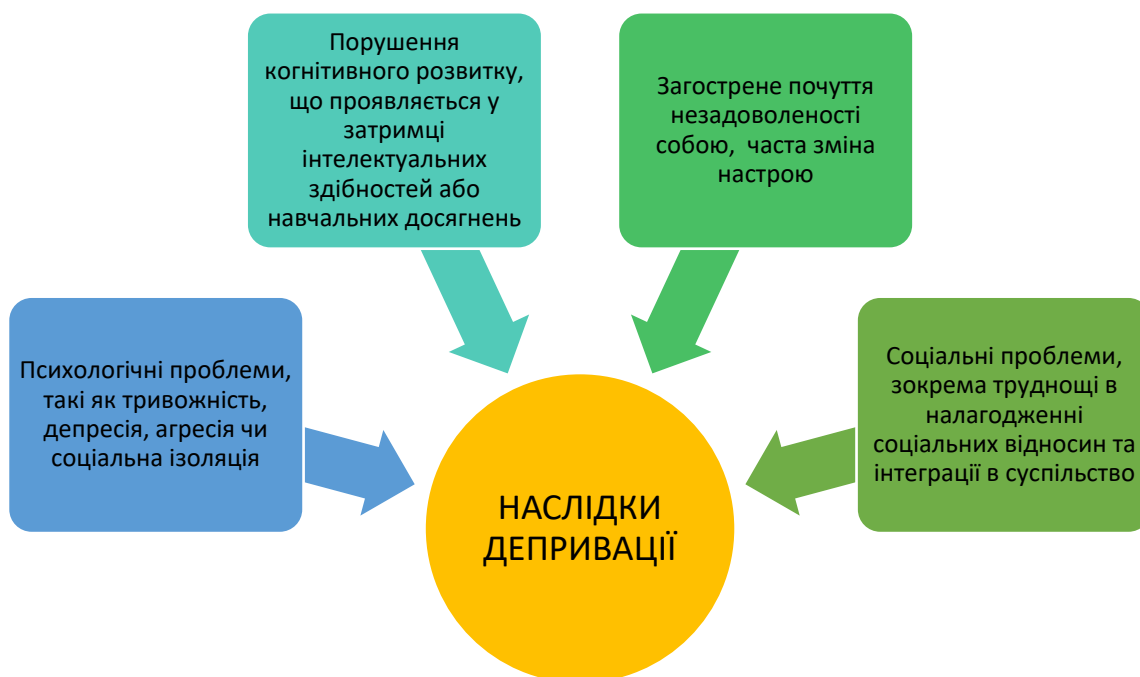 Порушення
когнітивного розвитку,
що проявляється у
затримці
інтелектуальних
здібностей або
навчальних досягнень
Загострене почуття
незадоволеності
собою, часта зміна
настрою
Психологічні проблеми,
такі як тривожність,
депресія, агресія чи
соціальна ізоляція
Соціальні проблеми,
зокрема труднощі в
налагодженні
соціальних відносин та
інтеграції в суспільство
НАСЛІДКИ
ДЕПРИВАЦІЇ